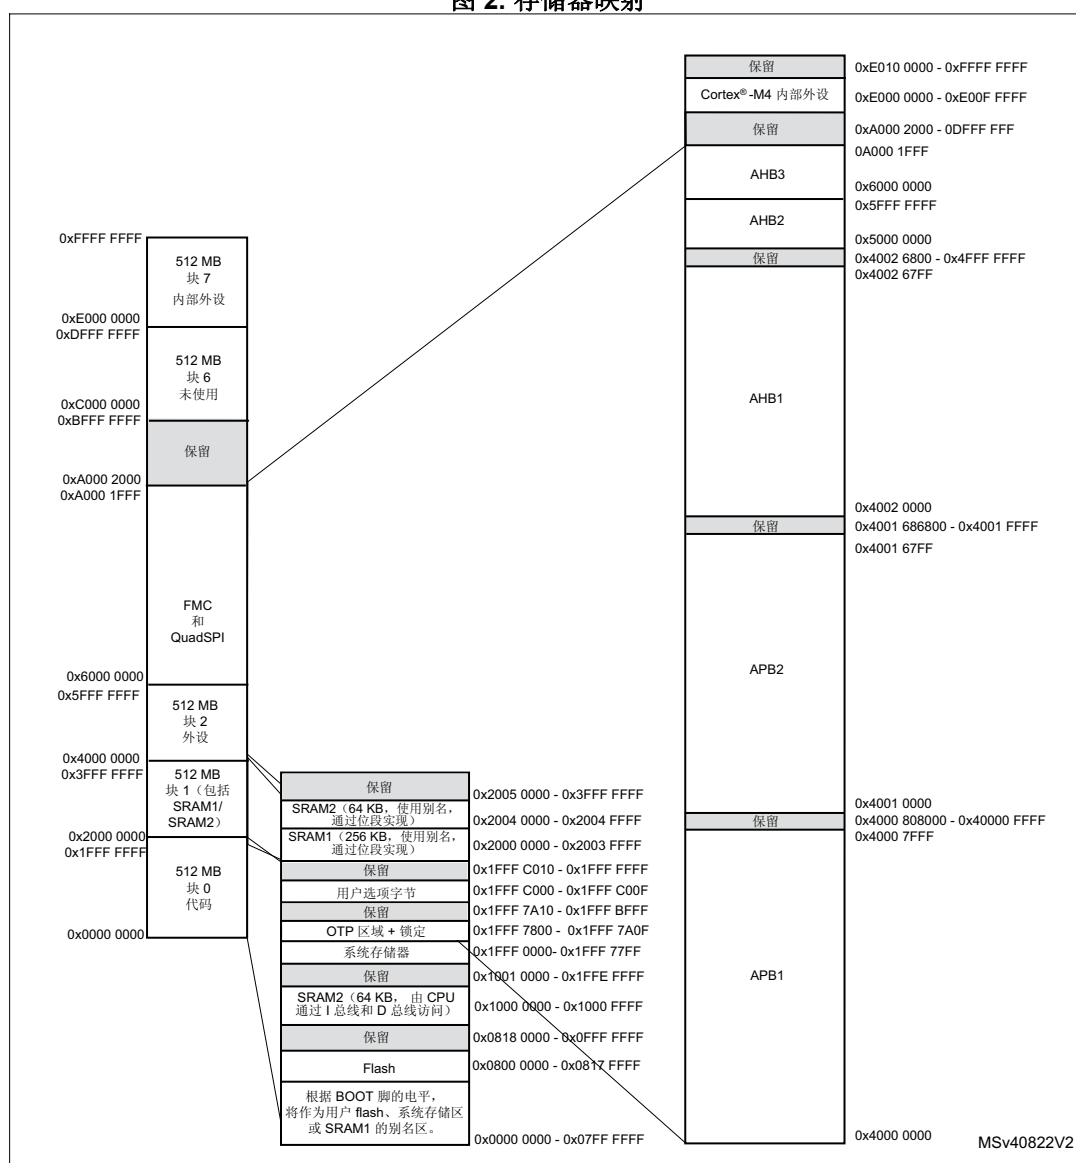 图 2. 存储器映射
0xFFFF FFFF
512 MB
块 7
内部外设
0xE000 0000
0xDFFF FFFF
512 MB
块 6
未使用
0xC000 0000
0xBFFF FFFF
保留
0xA000 2000
0xA000 1FFF
FMC
和
QuadSPI
0x6000 0000
0x5FFF FFFF
512 MB
块 2
外设
0x4000 0000
0x3FFF FFFF
512 MB
块 1（包括
SRAM1/
SRAM2）
0x2000 0000
0x1FFF FFFF
512 MB
块 0
代码
0x0000 0000
保留
0x2005 0000 - 0x3FFF FFFF
SRAM2（64 KB，使用别名，
通过位段实现）
0x2004 0000 - 0x2004 FFFF
SRAM1（256 KB，使用别名，
通过位段实现）
0x2000 0000 - 0x2003 FFFF
保留
0x1FFF C010 - 0x1FFF FFFF
用户选项字节
0x1FFF C000 - 0x1FFF C00F
保留
0x1FFF 7A10 - 0x1FFF BFFF
OTP 区域 + 锁定
0x1FFF 7800 - 0x1FFF 7A0F
系统存储器
0x1FFF 0000- 0x1FFF 77FF
保留
0x1001 0000 - 0x1FFE FFFF
SRAM2（64 KB， 由 CPU
通过 I 总线和 D 总线访问）
0x1000 0000 - 0x1000 FFFF
保留
0x0818 0000 - 0x0FFF FFFF
Flash
0x0800 0000 - 0x0817 FFFF
根据 BOOT 脚的电平，
将作为用户 flash、系统存储区
或 SRAM1 的别名区。
0x0000 0000 - 0x07FF FFFF
保留
0xE010 0000 - 0xFFFF FFFF
Cortex®-M4 内部外设
0xE000 0000 - 0xE00F FFFF
保留
0xA000 2000 - 0DFFF FFF
0A000 1FFF
AHB3
0x6000 0000
0x5FFF FFFF
AHB2
0x5000 0000
保留
0x4002 6800 - 0x4FFF FFFF
0x4002 67FF
AHB1
0x4002 0000
保留
0x4001 686800 - 0x4001 FFFF
0x4001 67FF
APB2
0x4001 0000
保留
0x4000 808000 - 0x40000 FFFF
0x4000 7FFF
APB1
0x4000 0000
MSv40822V2